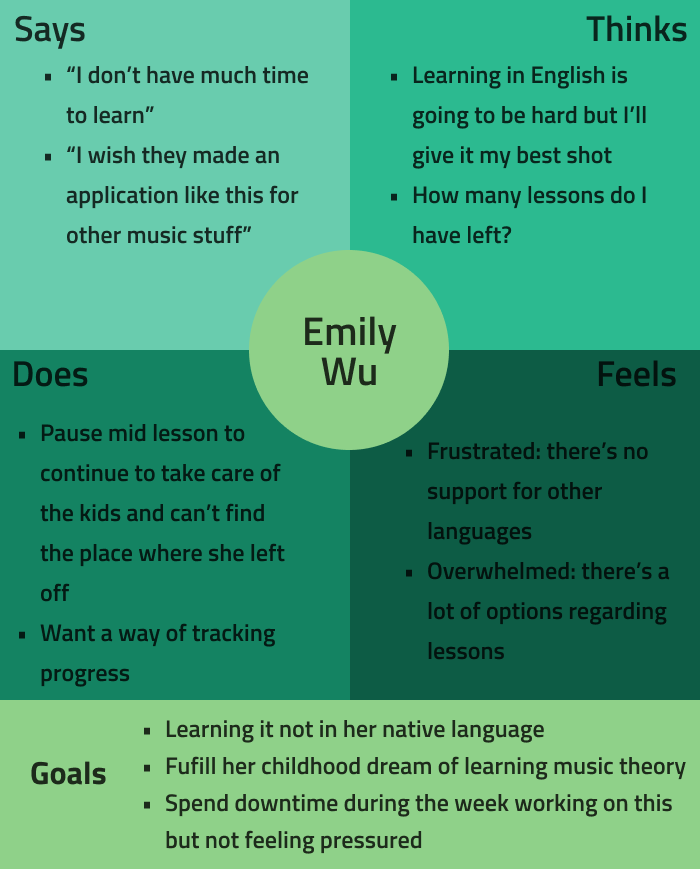 Says
▪ “I don’t have much time
to learn”
▪ “I wish they made an
application like this for
other music stuff”
Thinks
▪ Learning in English is
going to be hard but I’ll
give it my best shot
▪ How many lessons do I
have left?
Emily
Wu
Does
▪ Pause mid lesson to
continue to take care of
the kids and can’t find
the place where she left
off
▪ Want a way of tracking
progress
Feels
▪ Frustrated: there’s no
support for other
languages
▪ Overwhelmed: there’s a
lot of options regarding
lessons
Goals
▪ Learning it not in her native language
▪ Fufill her childhood dream of learning music theory
▪ Spend downtime during the week working on this
but not feeling pressured